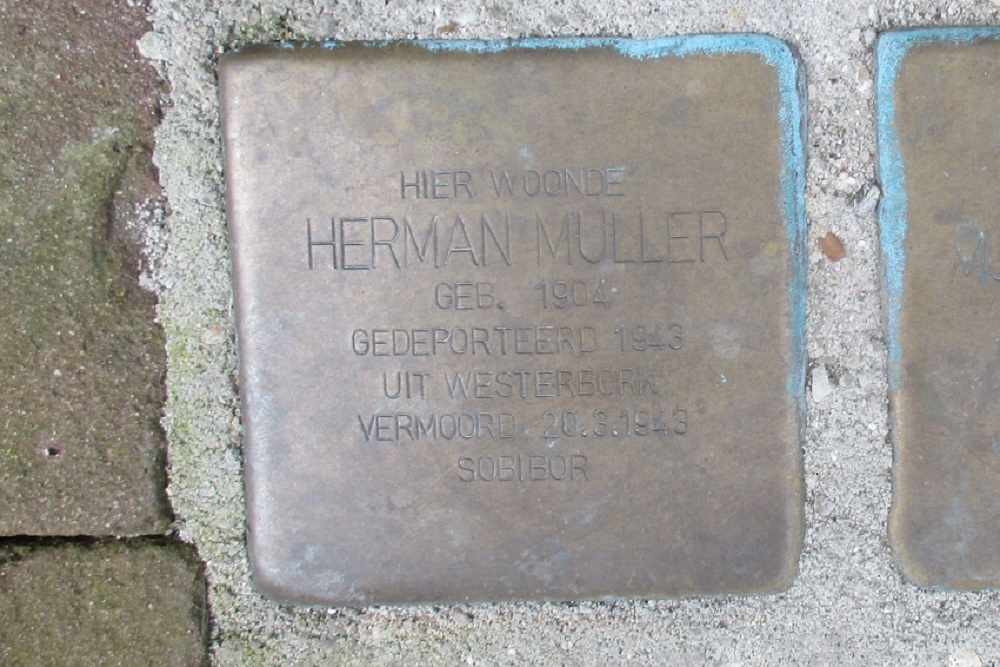 HIER WOONDE
HERMAN MULLER
GEB. 1904
GEDEPORTEERD 1943
UIT WESTERBORK
VERMOORD 20.3.1943
SOBIBOR